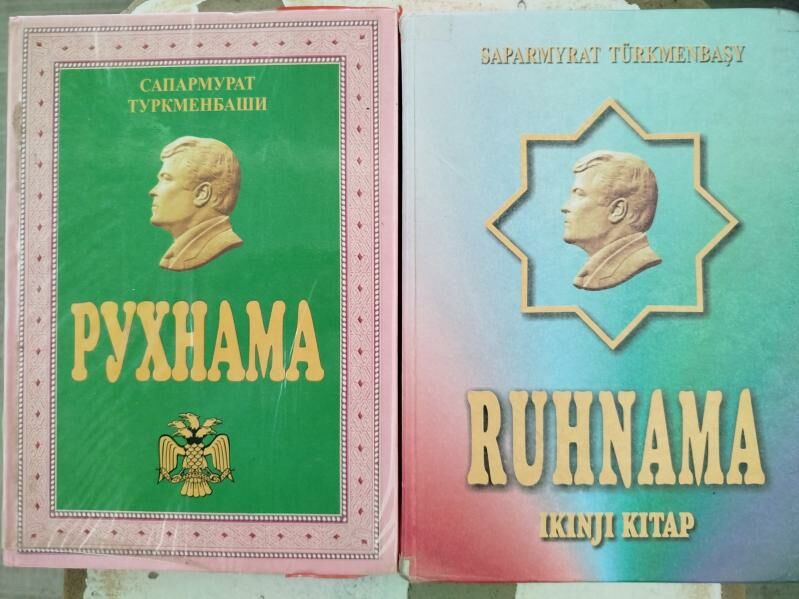 САПАРМУРАТ
ТУРКМЕНБАШИ
РУХНАМА
SAPARMYRAT TÜRKMENBAŞY
RUHNAMA
IKINJI KITAP